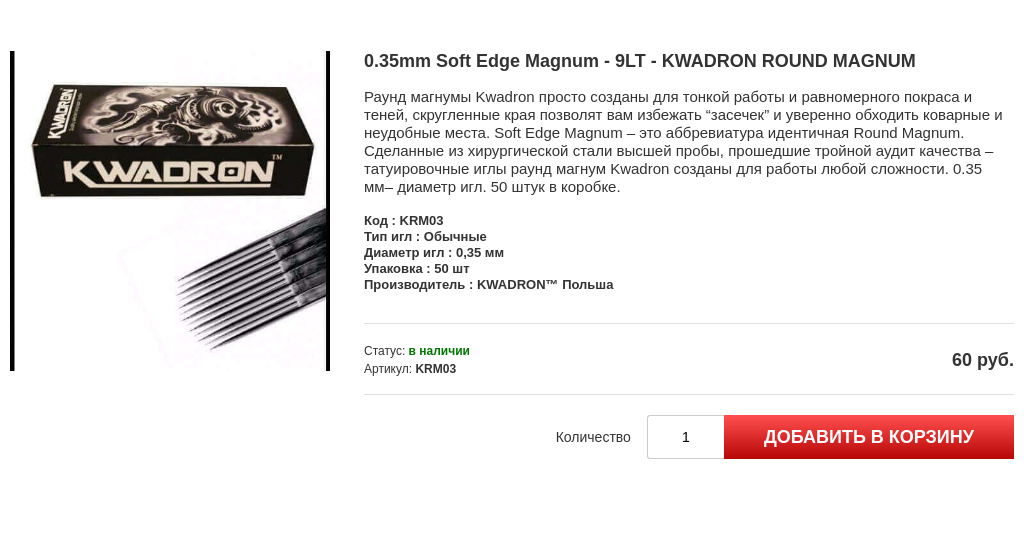 KWADRON
KWADRON™
0.35mm Soft Edge Magnum - 9LT - KWADRON ROUND MAGNUM
Раунд магнумы Kwadron просто созданы для тонкой работы и равномерного покраса и
теней, скругленные края позволят вам избежать “засечек” и уверенно обходить коварные и
неудобные места. Soft Edge Magnum – это аббревиатура идентичная Round Magnum.
Сделанные из хирургической стали высшей пробы, прошедшие тройной аудит качества –
татуировочные иглы раунд магнум Kwadron созданы для работы любой сложности. 0.35
мм– диаметр игл. 50 штук в коробке.
Код : KRM03
Тип игл : Обычные
Диаметр игл : 0,35 мм
Упаковка : 50 шт
Производитель : KWADRON™ Польша
Статус: в наличии
Артикул: KRM03
60 руб.
Количество
1
ДОБАВИТЬ В КОРЗИНУ